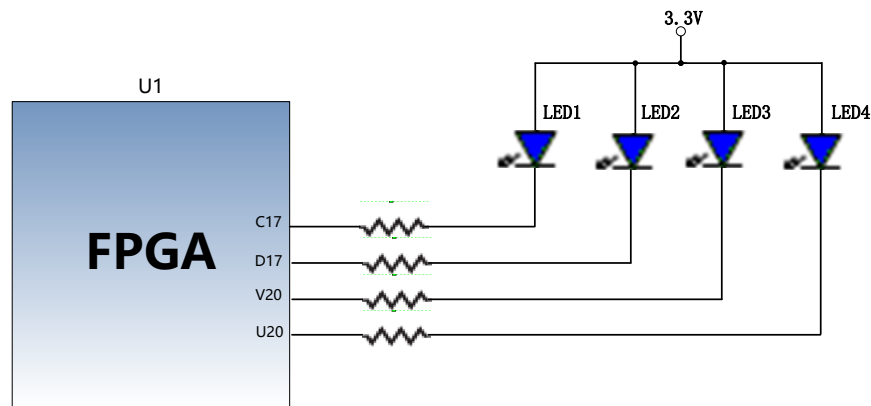 3.3V
U1
LED1
LED2
LED3
LED4
FPGA
C17
D17
V20
U20